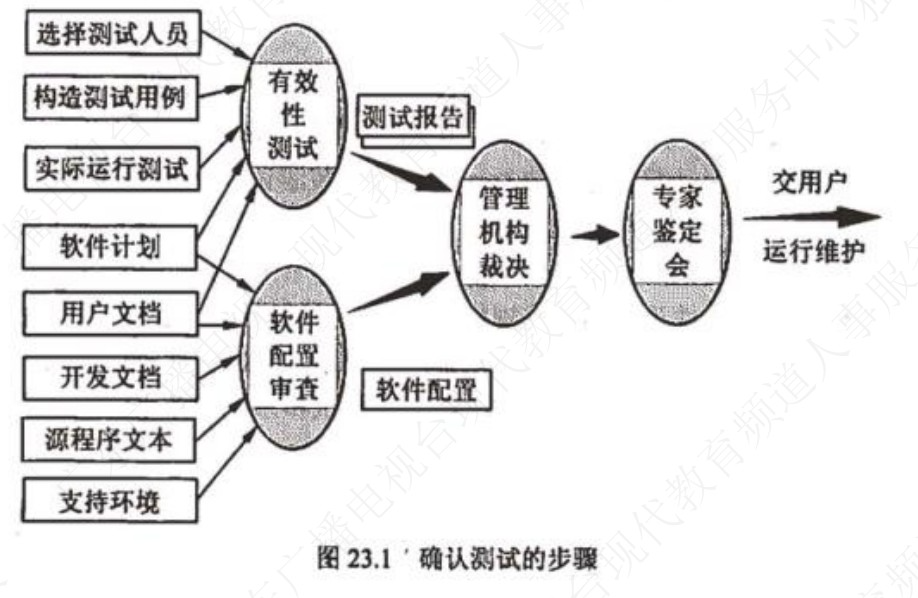 选择测试人员
构造测试用例
实际运行测试
软件计划
用户文档
开发文档
源程序文本
支持环境
有效
性
测试
软件
配置
审查
测试报告
软件配置
管理
机构
裁决
专家
鉴定
会
交用户
运行维护
图 23.1 确认测试的步骤